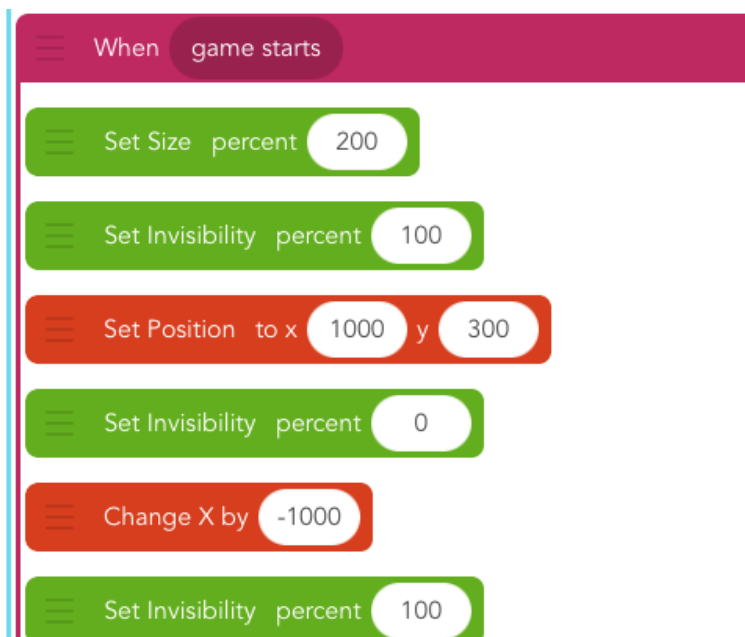 When game starts
Set Size percent 200
Set Invisibility percent 100
Set Position to x 1000 y 300
Set Invisibility percent 0
Change X by -1000
Set Invisibility percent 100